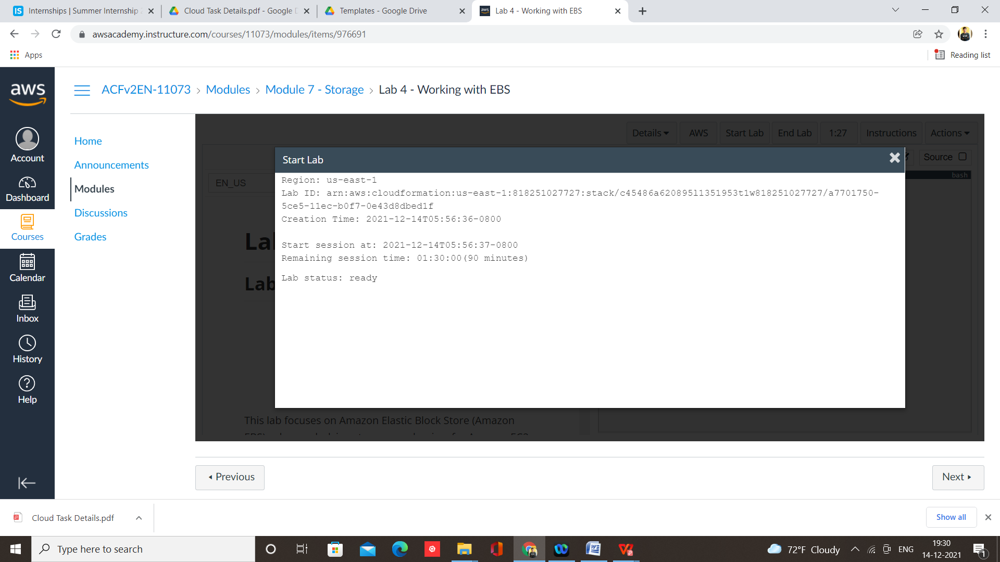 Internships | Summer Internship
Cloud Task Details.pdf - Google
Templates - Google Drive
Lab 4 - Working with EBS
awsacademy.instructure.com/courses/11073/modules/items/976691
Apps
Reading list
aws
ACFv2EN-11073 › Modules › Module 7 - Storage › Lab 4 - Working with EBS
Account
Dashboard
Courses
Calendar
Inbox
History
Help
Home
Announcements
Modules
Discussions
Grades
Details AWS Start Lab End Lab 1:27 Instructions Actions
Source
EN_US
bash
Start Lab
Region: us-east-1
Lab ID: arn:aws:cloudformation:us-east-1:818251027727:stack/c45486a620895l1351953t1w818251027727/a7701750-
5ce5-11ec-b0f7-0e43d8dbed1f
Creation Time: 2021-12-14T05:56:36-0800
Start session at: 2021-12-14T05:56:37-0800
Remaining session time: 01:30:00(90 minutes)
Lab status: ready
Lab
This lab focuses on Amazon Elastic Block Store (Amazon
Previous
Next
Cloud Task Details.pdf
Show all
Type here to search
72°F Cloudy
ENG
19:30
14-12-2021
1